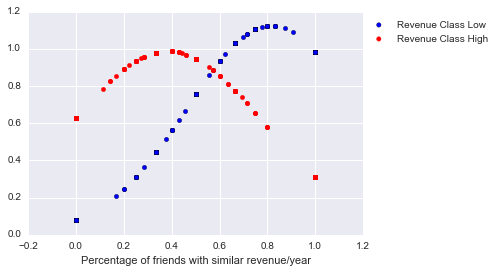 1.2
1.0
0.8
0.6
0.4
0.2
0.0
−0.2 0.0 0.2 0.4 0.6 0.8 1.0 1.2
Percentage of friends with similar revenue/year
Revenue Class Low
Revenue Class High